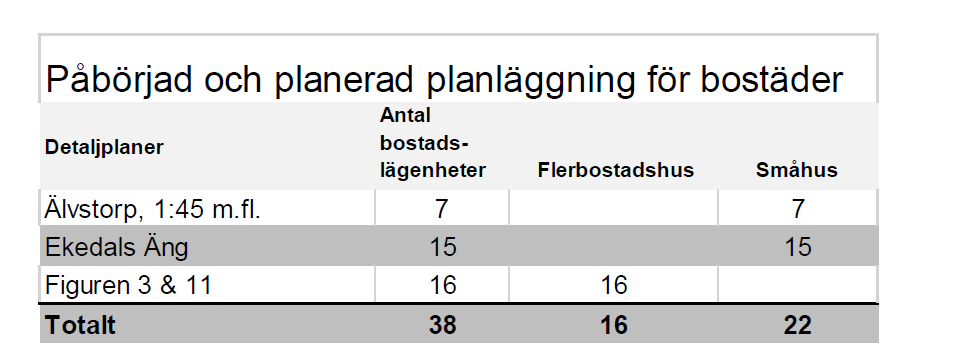 Påbörjad och planerad planläggning för bostäder
Detaljplaner Antal
bostads-
lägenheter Flerbostadshus Småhus
Älvstorp, 1:45 m.fl. 7 7
Ekedals Äng 15 15
Figuren 3 & 11 16 16
Totalt 38 16 22